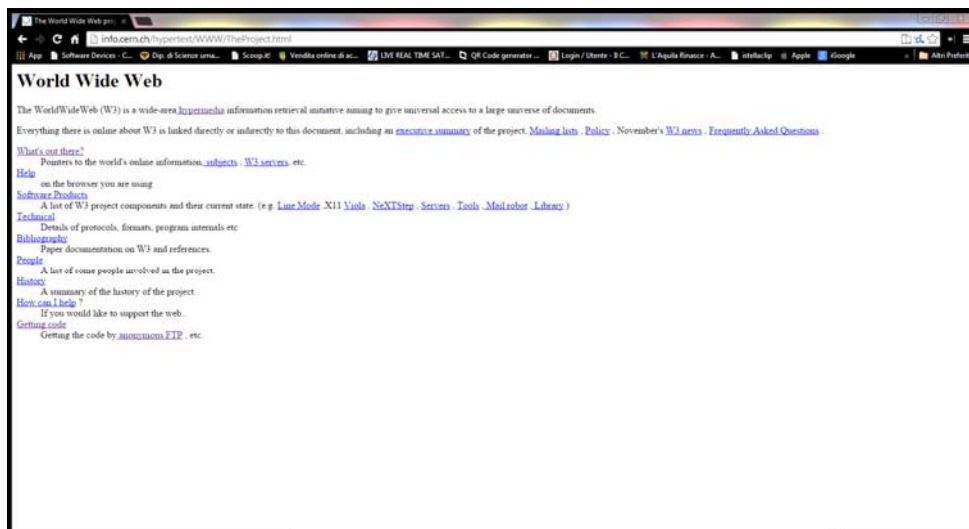 The World Wide Web proj
info.cern.ch/hypertext/WWW/TheProject.html
App Software Devices - C... Dip. di Scienze uma... Scoop.it! Vendita online di ac... LIVE REAL TIME SAT... QR Code generator ... Login / Utente - Il C... L'Aquila Rinasce - A... istellaclip Apple iGoogle » Altri Preferiti
World Wide Web
The WorldWideWeb (W3) is a wide-area hypermedia information retrieval initiative aiming to give universal access to a large universe of documents.
Everything there is online about W3 is linked directly or indirectly to this document, including an executive summary of the project, Mailing lists , Policy , November's W3 news , Frequently Asked Questions .
What's out there?
Pointers to the world's online information, subjects , W3 servers, etc.
Help
on the browser you are using
Software Products
A list of W3 project components and their current state. (e.g. Line Mode ,X11 Viola , NeXTStep , Servers , Tools , Mail robot , Library )
Technical
Details of protocols, formats, program internals etc
Bibliography
Paper documentation on W3 and references.
People
A list of some people involved in the project.
History
A summary of the history of the project.
How can I help ?
If you would like to support the web..
Getting code
Getting the code by anonymous FTP , etc.